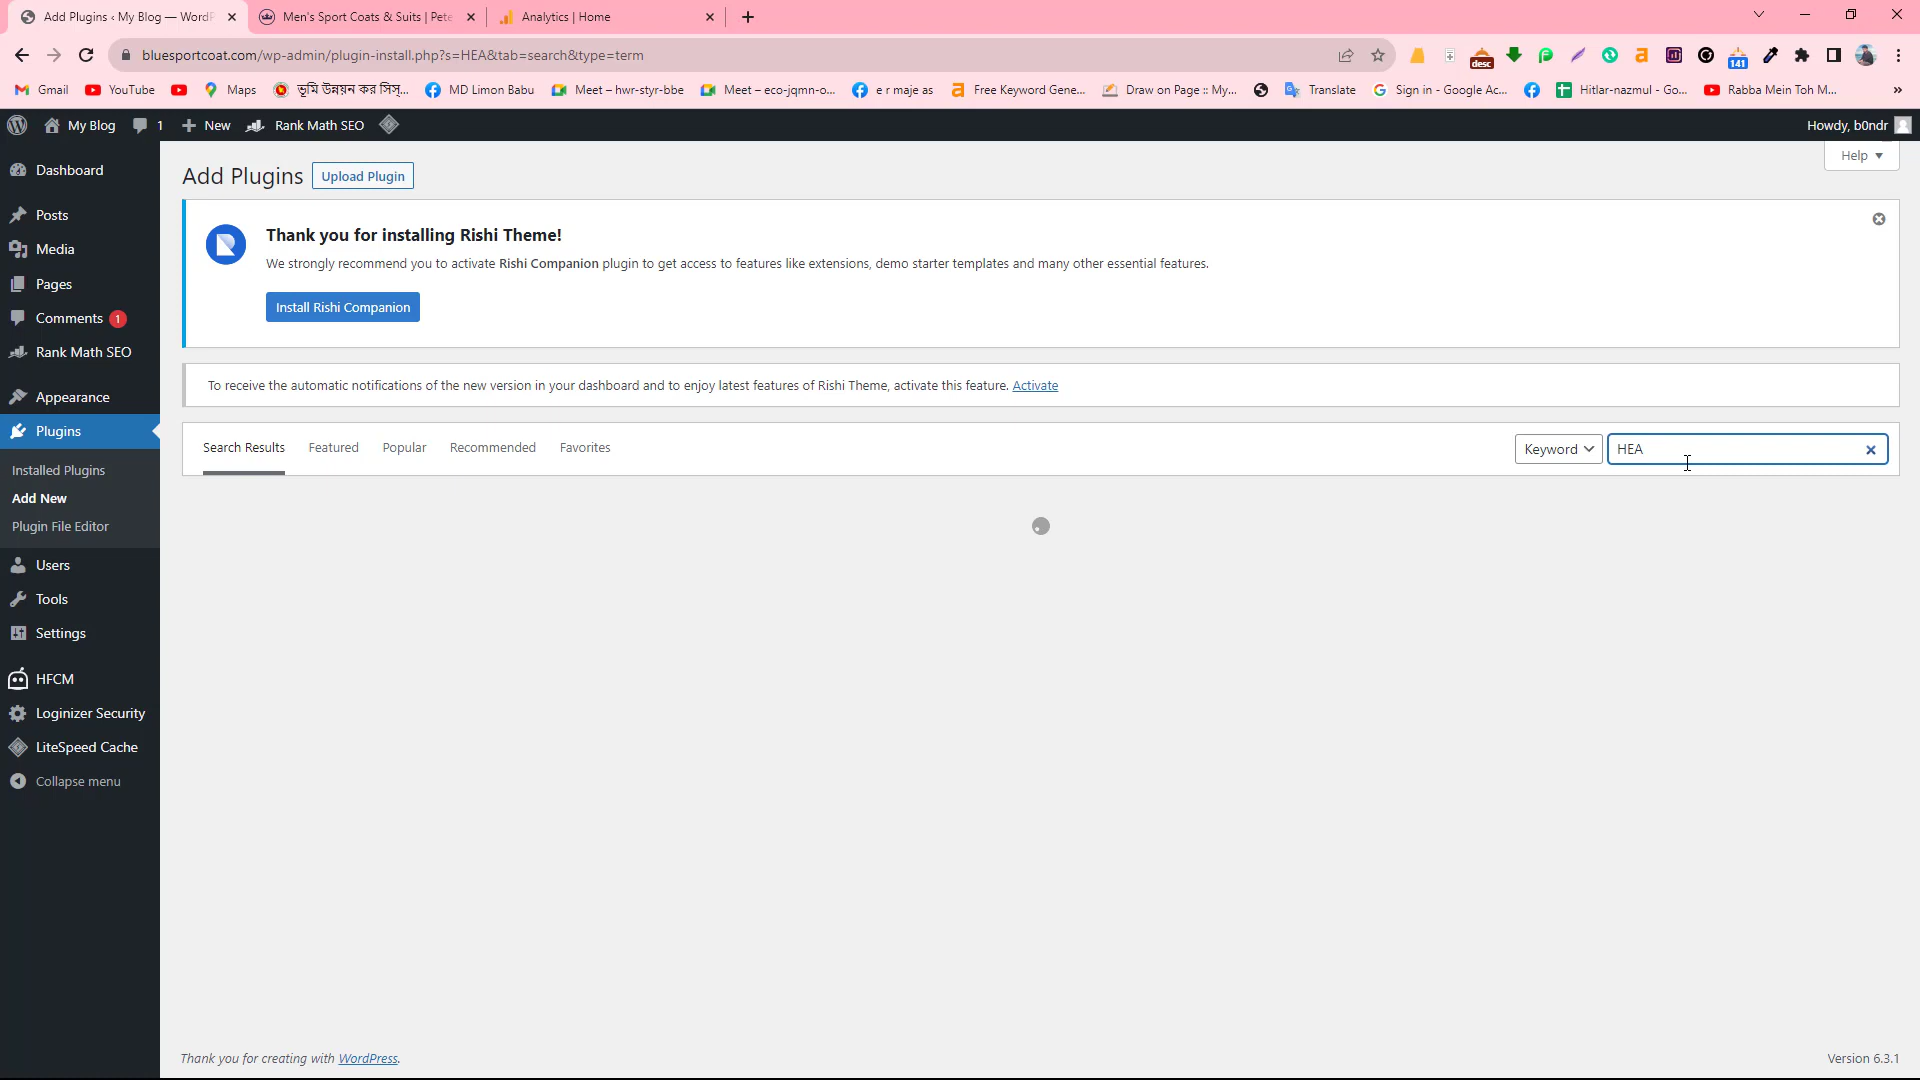 Add Plugins ‹ My Blog — WordP
Men's Sport Coats & Suits | Pete
Analytics | Home
bluesportcoat.com/wp-admin/plugin-install.php?s=HEA&tab=search&type=term
desc
141
Gmail
YouTube
Maps
ভূমি উন্নয়ন কর সিস্...
MD Limon Babu
Meet – hwr-styr-bbe
Meet – eco-jqmn-o...
e r maje as
Free Keyword Gene...
Draw on Page :: My...
Translate
Sign in - Google Ac...
Hitlar-nazmul - Go...
Rabba Mein Toh M...
»
My Blog
1
New
Rank Math SEO
Howdy, b0ndr
Dashboard
Posts
Media
Pages
Comments 1
Rank Math SEO
Appearance
Plugins
Installed Plugins
Add New
Plugin File Editor
Users
Tools
Settings
HFCM
Loginizer Security
LiteSpeed Cache
Collapse menu
Help
Add Plugins
Upload Plugin
Thank you for installing Rishi Theme!
We strongly recommend you to activate Rishi Companion plugin to get access to features like extensions, demo starter templates and many other essential features.
Install Rishi Companion
To receive the automatic notifications of the new version in your dashboard and to enjoy latest features of Rishi Theme, activate this feature. Activate
Search Results
Featured
Popular
Recommended
Favorites
Keyword
HEA
Thank you for creating with WordPress.
Version 6.3.1